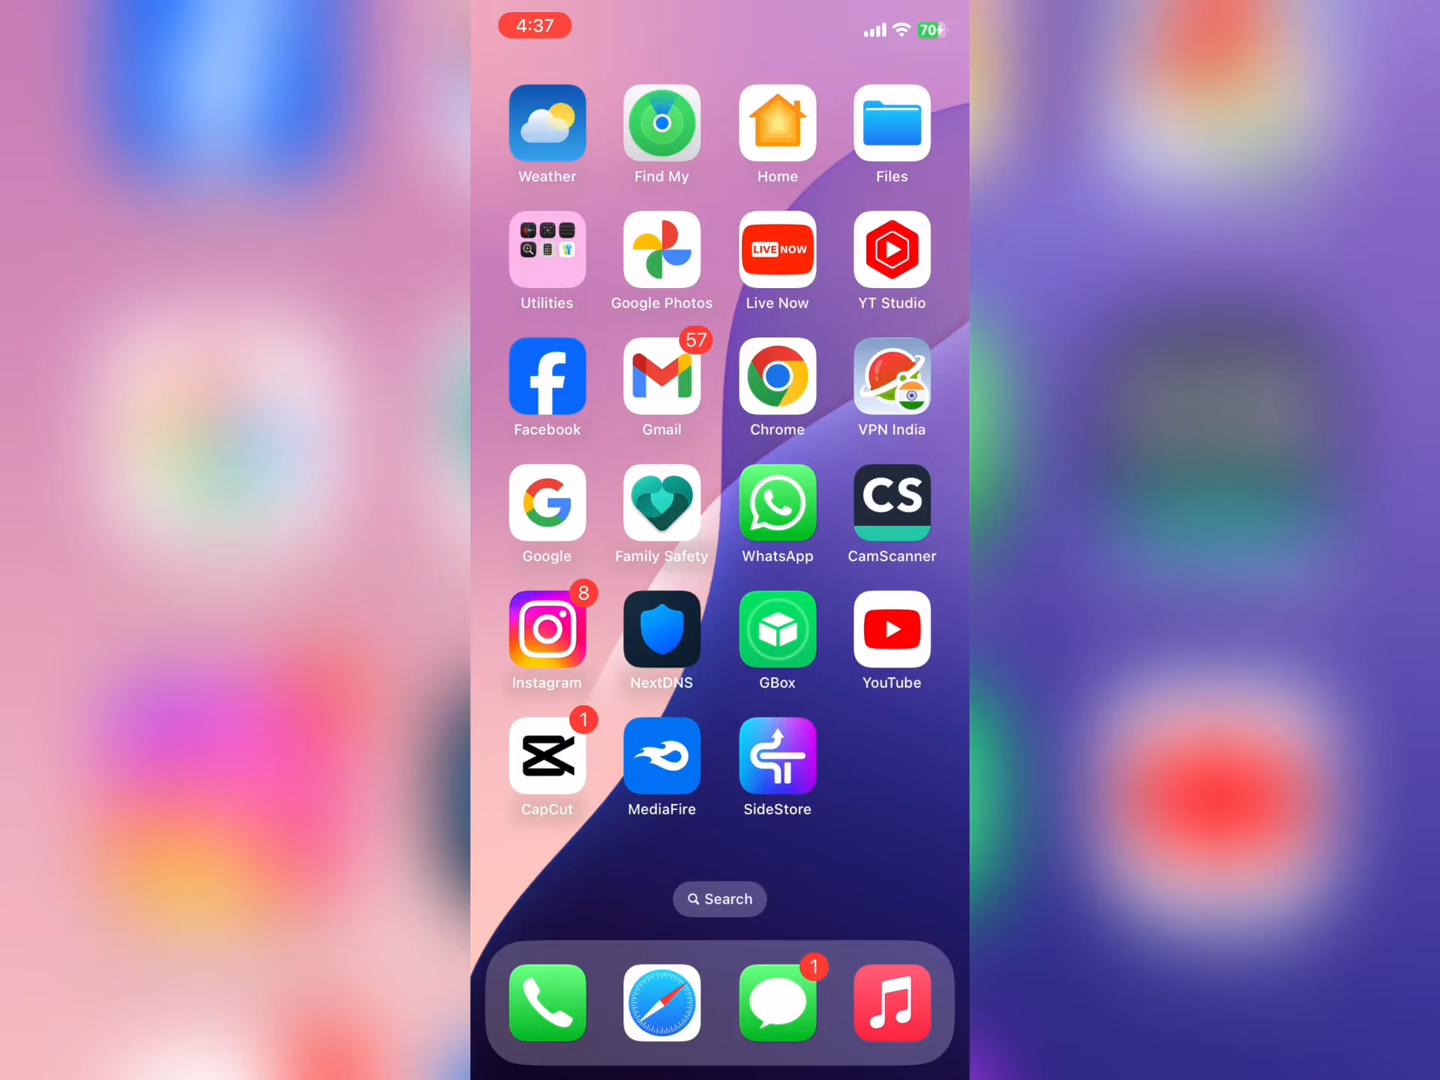 4:37
70
Weather
Find My
Home
Files
LIVE NOW
Utilities
Google Photos
Live Now
YT Studio
57
Facebook
Gmail
Chrome
VPN India
CS
Google
Family Safety
WhatsApp
CamScanner
8
Instagram
NextDNS
GBox
YouTube
1
CapCut
MediaFire
SideStore
Search
1